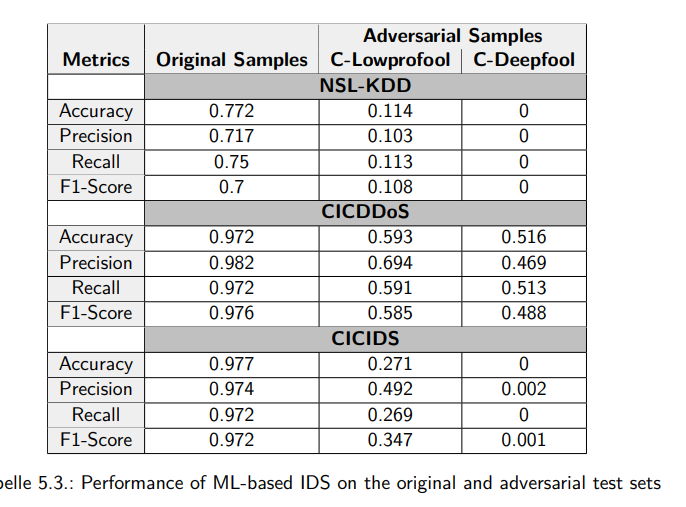 Adversarial Samples
Metrics Original Samples C-Lowprofool C-Deepfool
NSL-KDD
Accuracy 0.772 0.114 0
Precision 0.717 0.103 0
Recall 0.75 0.113 0
F1-Score 0.7 0.108 0
CICDDoS
Accuracy 0.972 0.593 0.516
Precision 0.982 0.694 0.469
Recall 0.972 0.591 0.513
F1-Score 0.976 0.585 0.488
CICIDS
Accuracy 0.977 0.271 0
Precision 0.974 0.492 0.002
Recall 0.972 0.269 0
F1-Score 0.972 0.347 0.001
belle 5.3.: Performance of ML-based IDS on the original and adversarial test sets